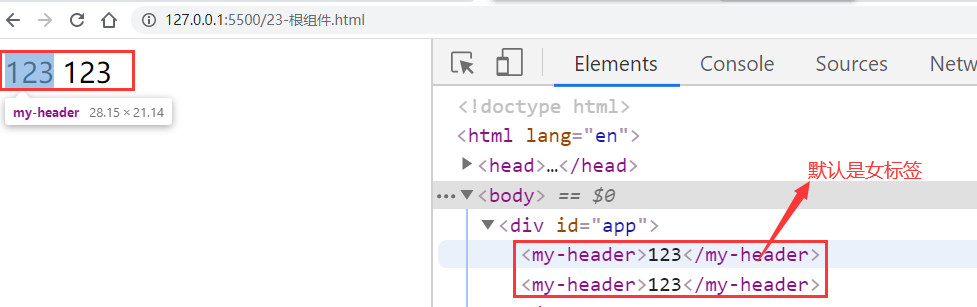 127.0.0.1:5500/23-根组件.html
123 123
my-header 28.15 × 21.14
Elements Console Sources Netw
<!doctype html>
<html lang="en">
<head>…</head>
默认是女标签
<body> == $0
<div id="app">
<my-header>123</my-header>
<my-header>123</my-header>